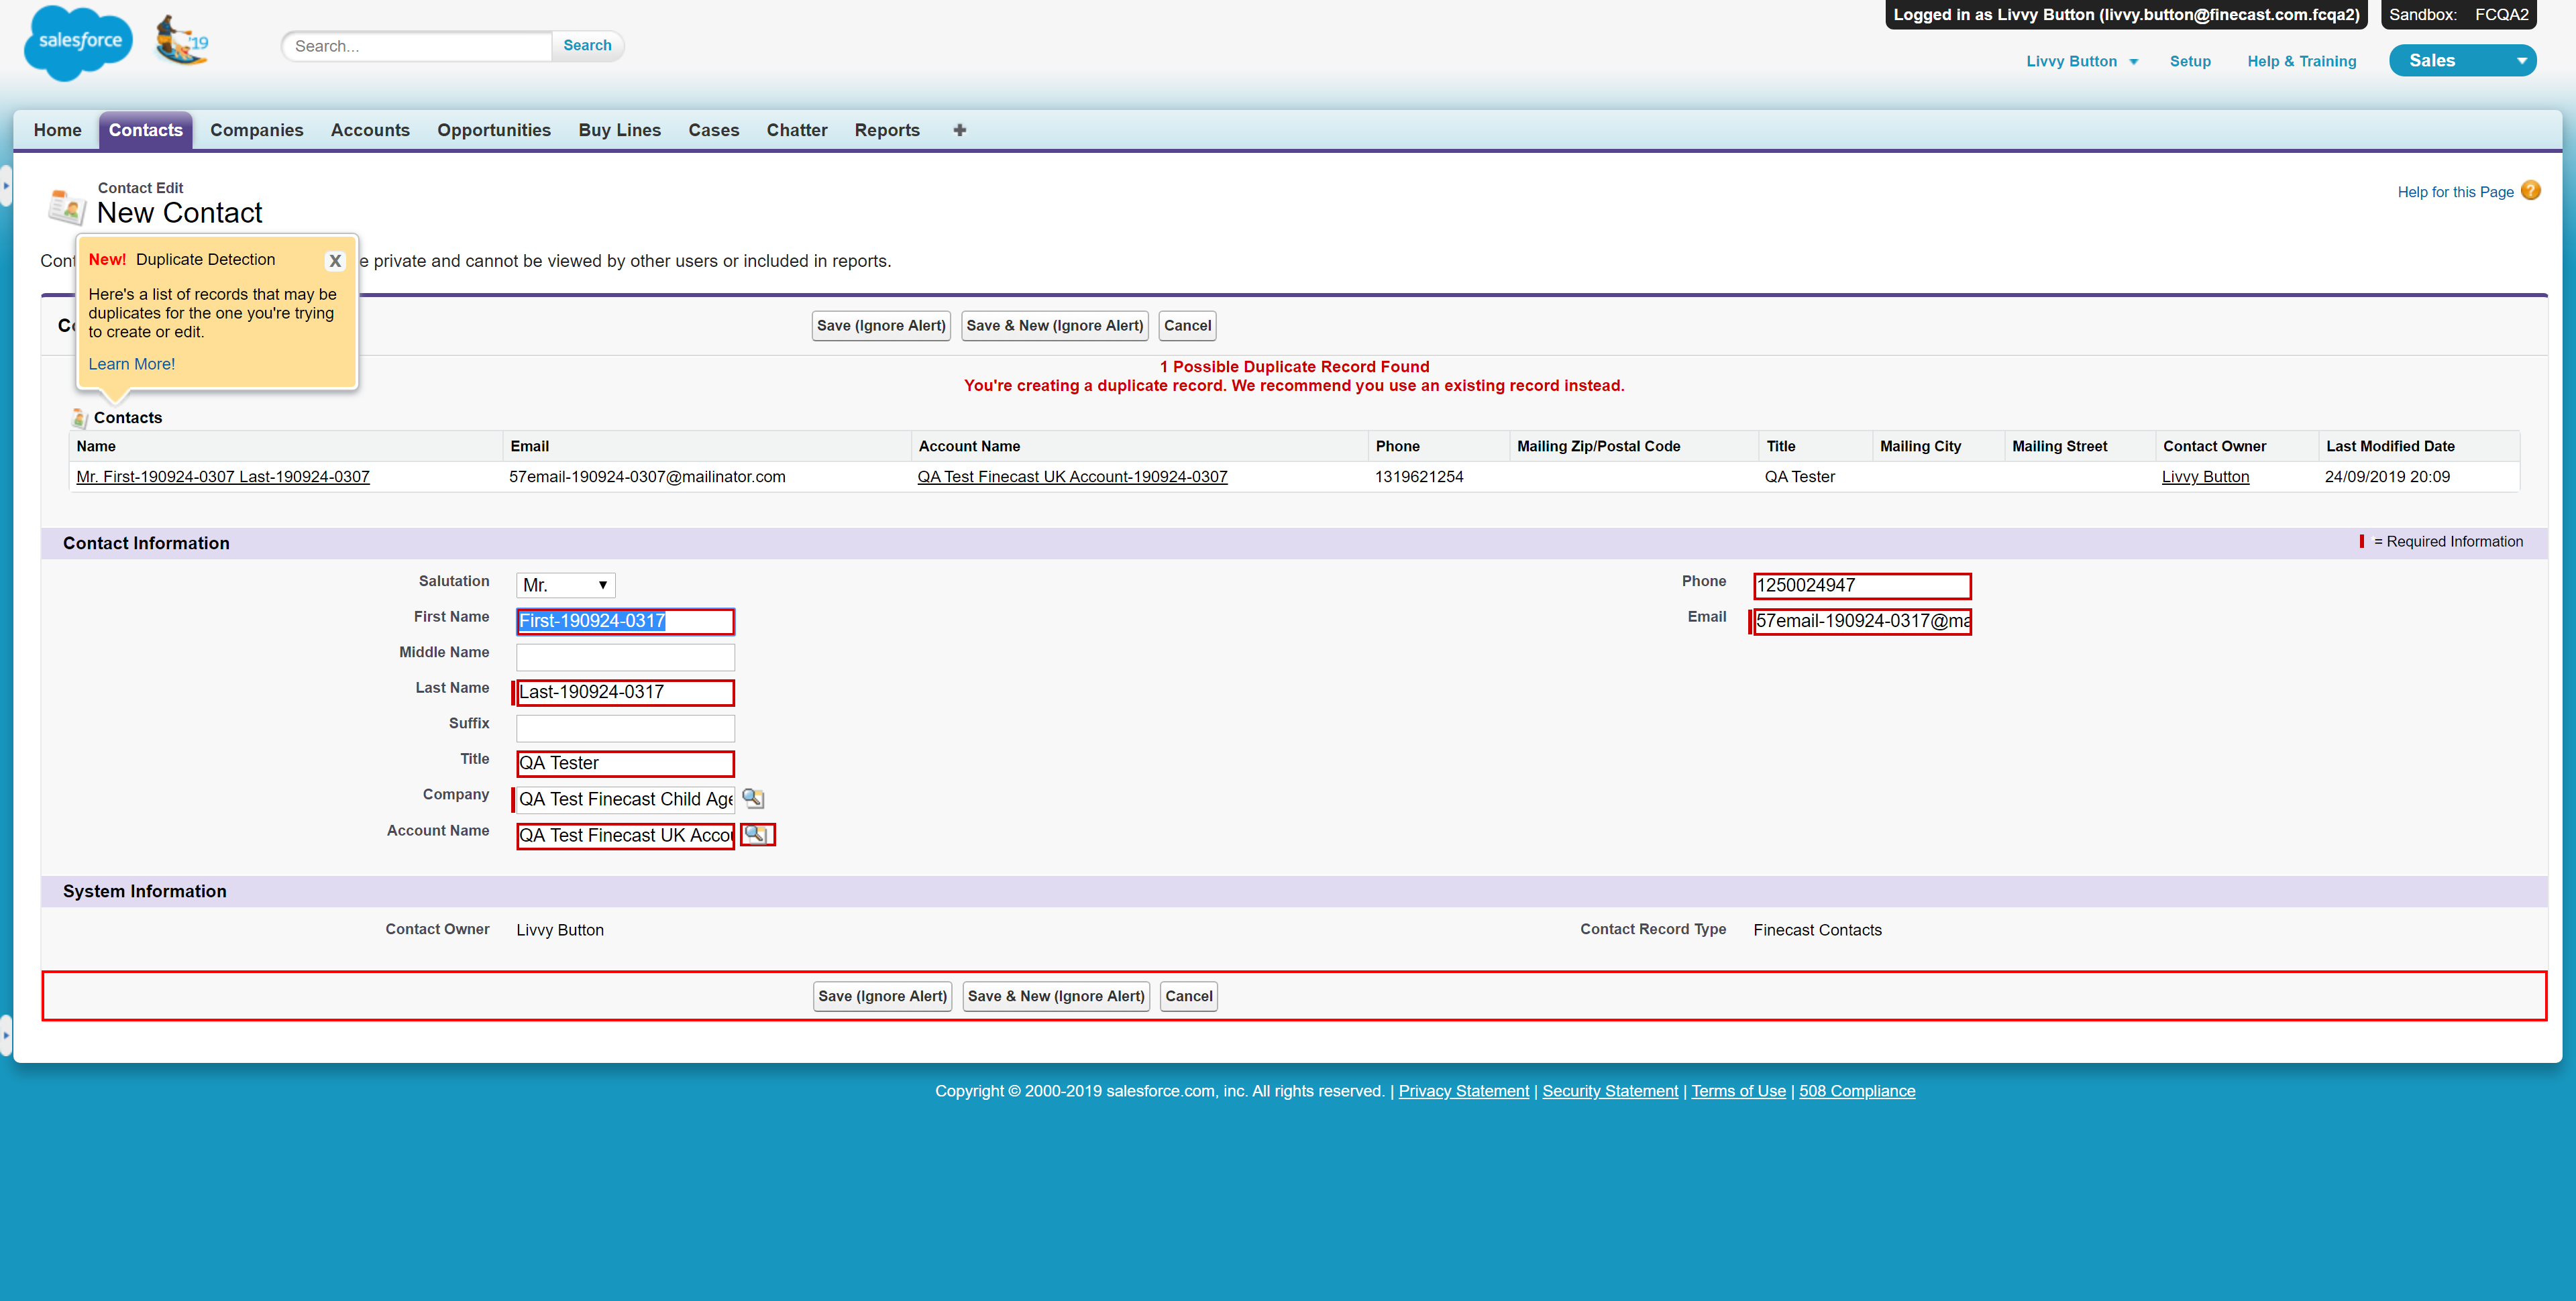 Logged in as Livvy Button (livvy.button@finecast.com.fcqa2)
Sandbox: FCQA2
salesforce
'19
Search...
Search
Livvy Button
Setup
Help & Training
Sales
Home
Contacts
Companies
Accounts
Opportunities
Buy Lines
Cases
Chatter
Reports
Contact Edit
New Contact
Help for this Page
?
Cont
e private and cannot be viewed by other users or included in reports.
New! Duplicate Detection
X
Here's a list of records that may be
duplicates for the one you're trying
to create or edit.
Learn More!
Save (Ignore Alert)
Save & New (Ignore Alert)
Cancel
1 Possible Duplicate Record Found
You're creating a duplicate record. We recommend you use an existing record instead.
Contacts
Name Email Account Name Phone Mailing Zip/Postal Code Title Mailing City Mailing Street Contact Owner Last Modified Date
Mr. First-190924-0307 Last-190924-0307 57email-190924-0307@mailinator.com QA Test Finecast UK Account-190924-0307 1319621254 QA Tester Livvy Button 24/09/2019 20:09
Contact Information
= Required Information
Salutation Mr.
Phone 1250024947
First Name First-190924-0317
Email 57email-190924-0317@ma
Middle Name
Last Name Last-190924-0317
Suffix
Title QA Tester
Company QA Test Finecast Child Age
Account Name QA Test Finecast UK Accou
System Information
Contact Owner Livvy Button
Contact Record Type Finecast Contacts
Save (Ignore Alert)
Save & New (Ignore Alert)
Cancel
Copyright © 2000-2019 salesforce.com, inc. All rights reserved. | Privacy Statement | Security Statement | Terms of Use | 508 Compliance